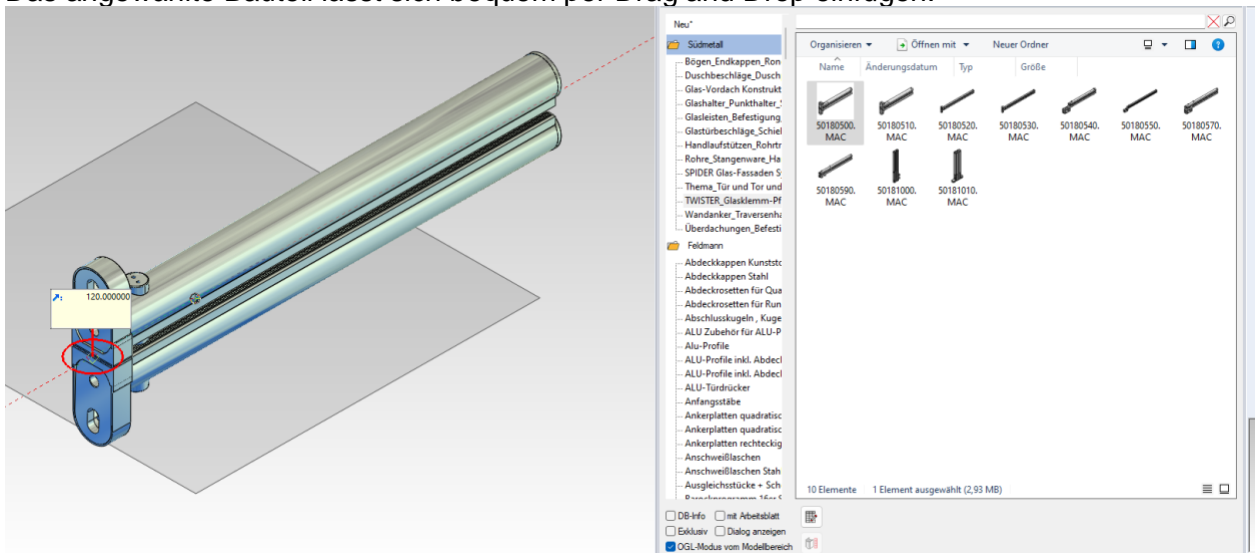 Das angewählte Bauteil lässt sich bequem per Drag and Drop einfügen.
120.000000
Neu*
Südmetall
Bögen_Endkappen_Ron
Duschbeschläge_Dusch
Glas-Vordach Konstrukt
Glashalter_Punkthalter_
Glasleisten_Befestigung
Glastürbeschläge_Schiel
Handlaufstützen_Rohrtr
Rohre_Stangenware_Ha
SPIDER Glas-Fassaden S
Thema_Tür und Tor und
TWISTER_Glasklemm-Pf
Wandanker_Traversenha
Überdachungen_Befesti
Feldmann
Abdeckkappen Kunststo
Abdeckkappen Stahl
Abdeckrosetten für Qua
Abdeckrosetten für Run
Abschlusskugeln , Kuge
ALU Zubehör für ALU-P
Alu-Profile
ALU-Profile inkl. Abdecl
ALU-Profile inkl. Abdecl
ALU-Türdrücker
Anfangsstäbe
Ankerplatten quadratisc
Ankerplatten quadratisc
Ankerplatten rechteckig
Anschweißlaschen
Anschweißlaschen Stah
Ausgleichsstücke + Sch
DB-Info mit Arbeitsblatt
Exklusiv Dialog anzeigen
OGL-Modus vom Modellbereich
Organisieren Öffnen mit Neuer Ordner
Name Änderungsdatum Typ Größe
50180500.MAC
50180510.MAC
50180520.MAC
50180530.MAC
50180540.MAC
50180550.MAC
50180570.MAC
50180590.MAC
50181000.MAC
50181010.MAC
10 Elemente 1 Element ausgewählt (2,93 MB)